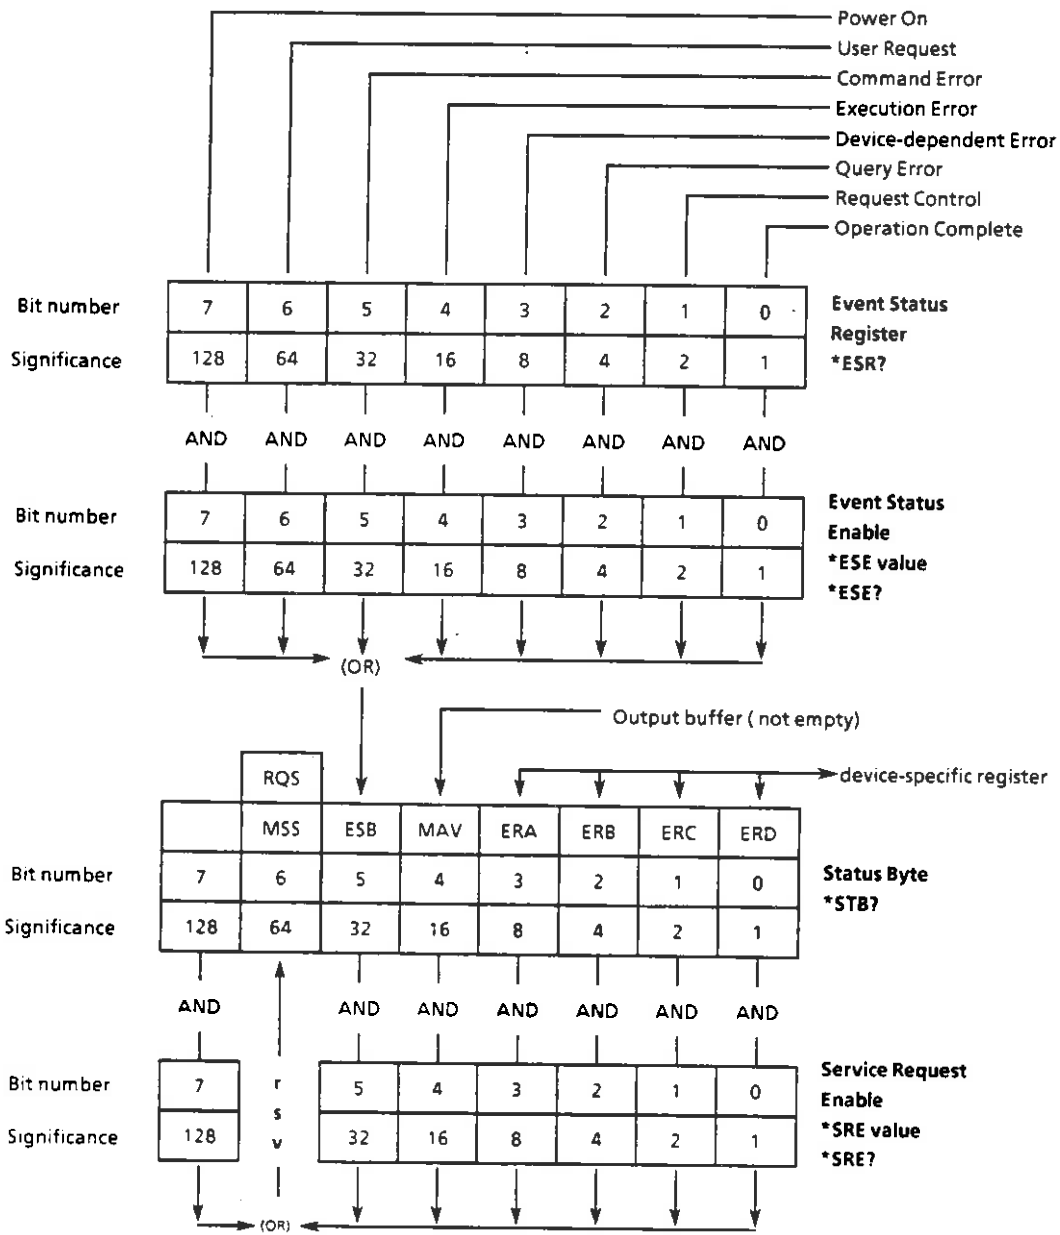 Power On
User Request
Command Error
Execution Error
Device-dependent Error
Query Error
Request Control
Operation Complete
Bit number 7 6 5 4 3 2 1 0 Event Status
Register
Significance 128 64 32 16 8 4 2 1 *ESR?
AND AND AND AND AND AND AND AND
Bit number 7 6 5 4 3 2 1 0 Event Status
Enable
Significance 128 64 32 16 8 4 2 1 *ESE value
*ESE?
(OR)
Output buffer ( not empty)
RQS device-specific register
MSS ESB MAV ERA ERB ERC ERD
Bit number 7 6 5 4 3 2 1 0 Status Byte
*STB?
Significance 128 64 32 16 8 4 2 1
AND AND AND AND AND AND AND
Bit number 7 r 5 4 3 2 1 0 Service Request
s Enable
Significance 128 v 32 16 8 4 2 1 *SRE value
*SRE?
(OR)